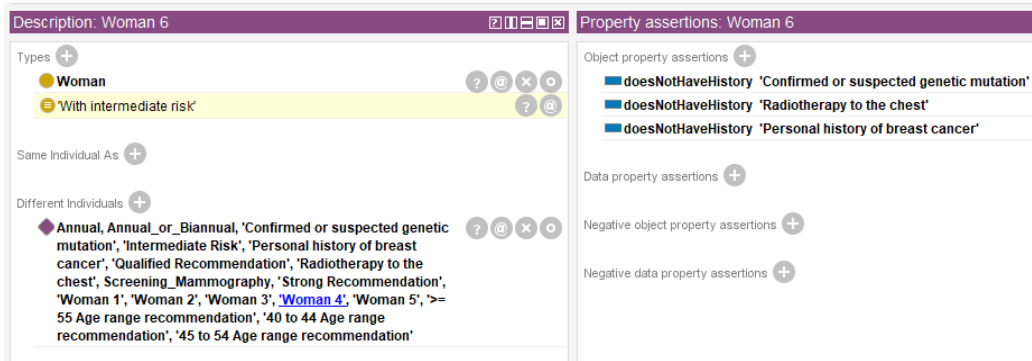 Description: Woman 6
Types
Woman
'With intermediate risk'
Same Individual As
Different Individuals
Annual, Annual_or_Biannual, 'Confirmed or suspected genetic
mutation', 'Intermediate Risk', 'Personal history of breast
cancer', 'Qualified Recommendation', 'Radiotherapy to the
chest', Screening_Mammography, 'Strong Recommendation',
'Woman 1', 'Woman 2', 'Woman 3', 'Woman 4', 'Woman 5', '>=
55 Age range recommendation', '40 to 44 Age range
recommendation', '45 to 54 Age range recommendation'
Property assertions: Woman 6
Object property assertions
doesNotHaveHistory 'Confirmed or suspected genetic mutation'
doesNotHaveHistory 'Radiotherapy to the chest'
doesNotHaveHistory 'Personal history of breast cancer'
Data property assertions
Negative object property assertions
Negative data property assertions